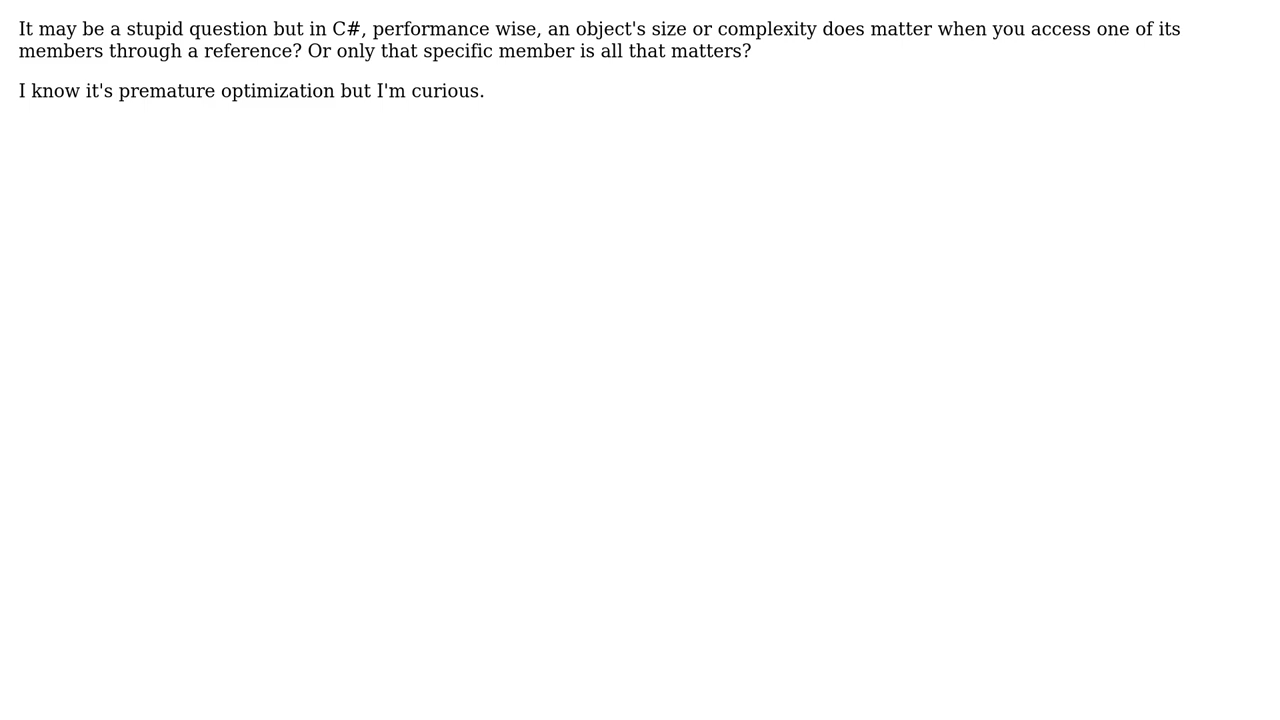 It may be a stupid question but in C#, performance wise, an object's size or complexity does matter when you access one of its
members through a reference? Or only that specific member is all that matters?
I know it's premature optimization but I'm curious.